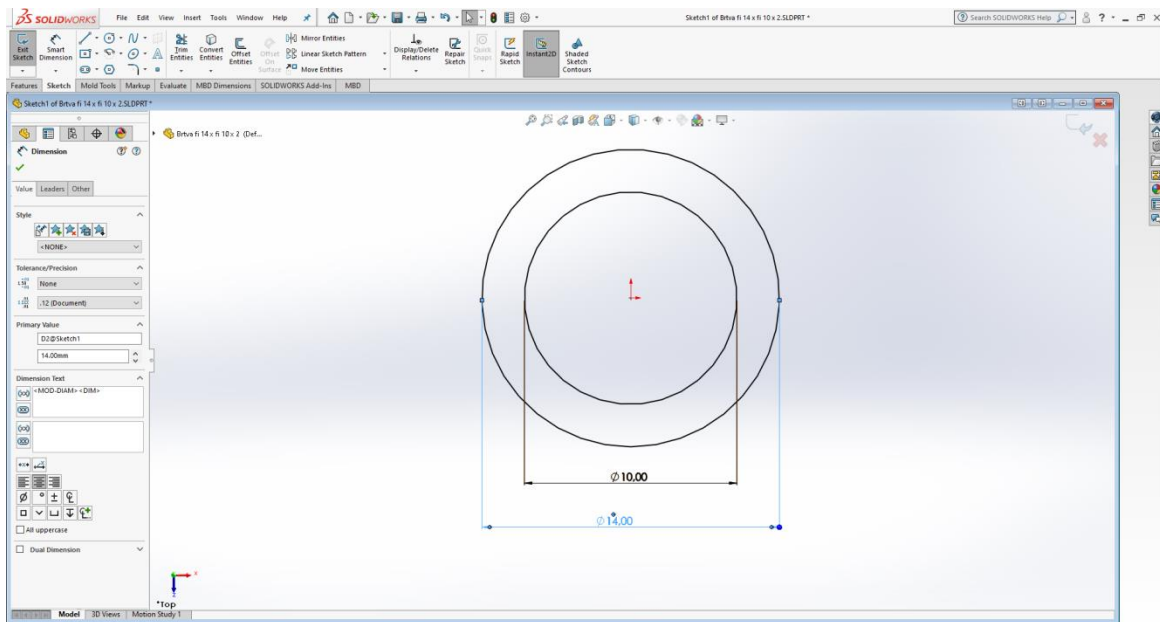 SOLIDWORKS File Edit View Insert Tools Window Help Sketch1 of Brtva fi 14 x fi 10 x 2.SLDPRT * Search SOLIDWORKS Help
Exit Sketch
Smart Dimension
Trim Entities
Convert Entities
Offset Entities
Offset On Surface
Mirror Entities
Linear Sketch Pattern
Move Entities
Display/Delete Relations
Repair Sketch
Quick Snaps
Rapid Sketch
Instant2D
Shaded Sketch Contours
Features Sketch Mold Tools Markup Evaluate MBD Dimensions SOLIDWORKS Add-Ins MBD
Sketch1 of Brtva fi 14 x fi 10 x 2.SLDPRT *
Brtva fi 14 x fi 10 x 2 (Def...
Dimension
Value Leaders Other
Style
<NONE>
Tolerance/Precision
None
.12 (Document)
Primary Value
D2@Sketch1
14.00mm
Dimension Text
<MOD-DIAM><DIM>
All uppercase
Dual Dimension
∅10,00
∅14,00
x
*Top
Model 3D Views Motion Study 1